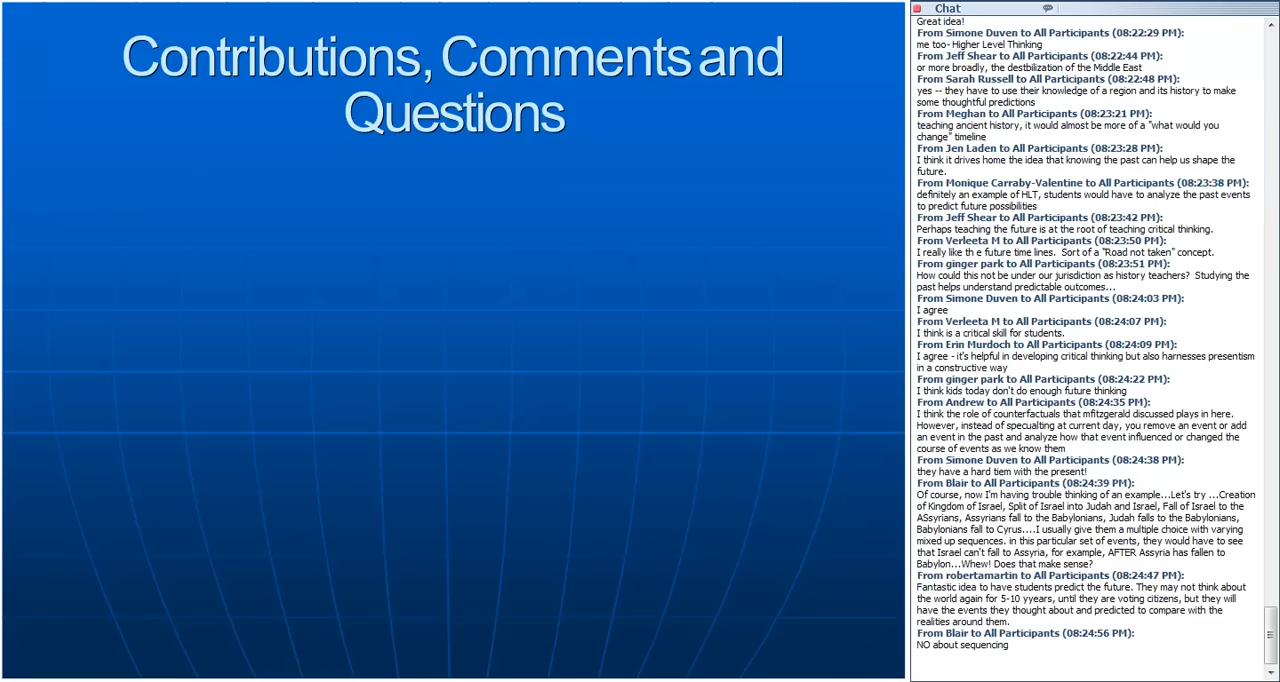 Contributions, Comments and
Questions
Chat
Great idea!
From Simone Duven to All Participants (08:22:29 PM):
me too- Higher Level Thinking
From Jeff Shear to All Participants (08:22:44 PM):
or more broadly, the destbilization of the Middle East
From Sarah Russell to All Participants (08:22:48 PM):
yes -- they have to use their knowledge of a region and its history to make
some thoughtful predictions
From Meghan to All Participants (08:23:21 PM):
teaching ancient history, it would almost be more of a "what would you
change" timeline
From Jen Laden to All Participants (08:23:28 PM):
I think it drives home the idea that knowing the past can help us shape the
future.
From Monique Carraby-Valentine to All Participants (08:23:38 PM):
definitely an example of HLT, students would have to analyze the past events
to predict future possibilities
From Jeff Shear to All Participants (08:23:42 PM):
Perhaps teaching the future is at the root of teaching critical thinking.
From Verleeta M to All Participants (08:23:50 PM):
I really like th e future time lines. Sort of a "Road not taken" concept.
From ginger park to All Participants (08:23:51 PM):
How could this not be under our jurisdiction as history teachers? Studying the
past helps understand predictable outcomes...
From Simone Duven to All Participants (08:24:03 PM):
I agree
From Verleeta M to All Participants (08:24:07 PM):
I think is a critical skill for students.
From Erin Murdoch to All Participants (08:24:09 PM):
I agree - it's helpful in developing critical thinking but also harnesses presentism
in a constructive way
From ginger park to All Participants (08:24:22 PM):
I think kids today don't do enough future thinking
From Andrew to All Participants (08:24:35 PM):
I think the role of counterfactuals that mfitzgerald discussed plays in here.
However, instead of specualting at current day, you remove an event or add
an event in the past and analyze how that event influenced or changed the
course of events as we know them
From Simone Duven to All Participants (08:24:38 PM):
they have a hard tiem with the present!
From Blair to All Participants (08:24:39 PM):
Of course, now I'm having trouble thinking of an example...Let's try ...Creation
of Kingdom of Israel, Split of Israel into Judah and Israel, Fall of Israel to the
ASsyrians, Assyrians fall to the Babylonians, Judah falls to the Babylonians,
Babylonians fall to Cyrus....I usually give them a multiple choice with varying
mixed up sequences. in this particular set of events, they would have to see
that Israel can't fall to Assyria, for example, AFTER Assyria has fallen to
Babylon...Whew! Does that make sense?
From robertamartin to All Participants (08:24:47 PM):
Fantastic idea to have students predict the future. They may not think about
the world again for 5-10 yyears, until they are voting citizens, but they will
have the events they thought about and predicted to compare with the
realities around them.
From Blair to All Participants (08:24:56 PM):
NO about sequencing